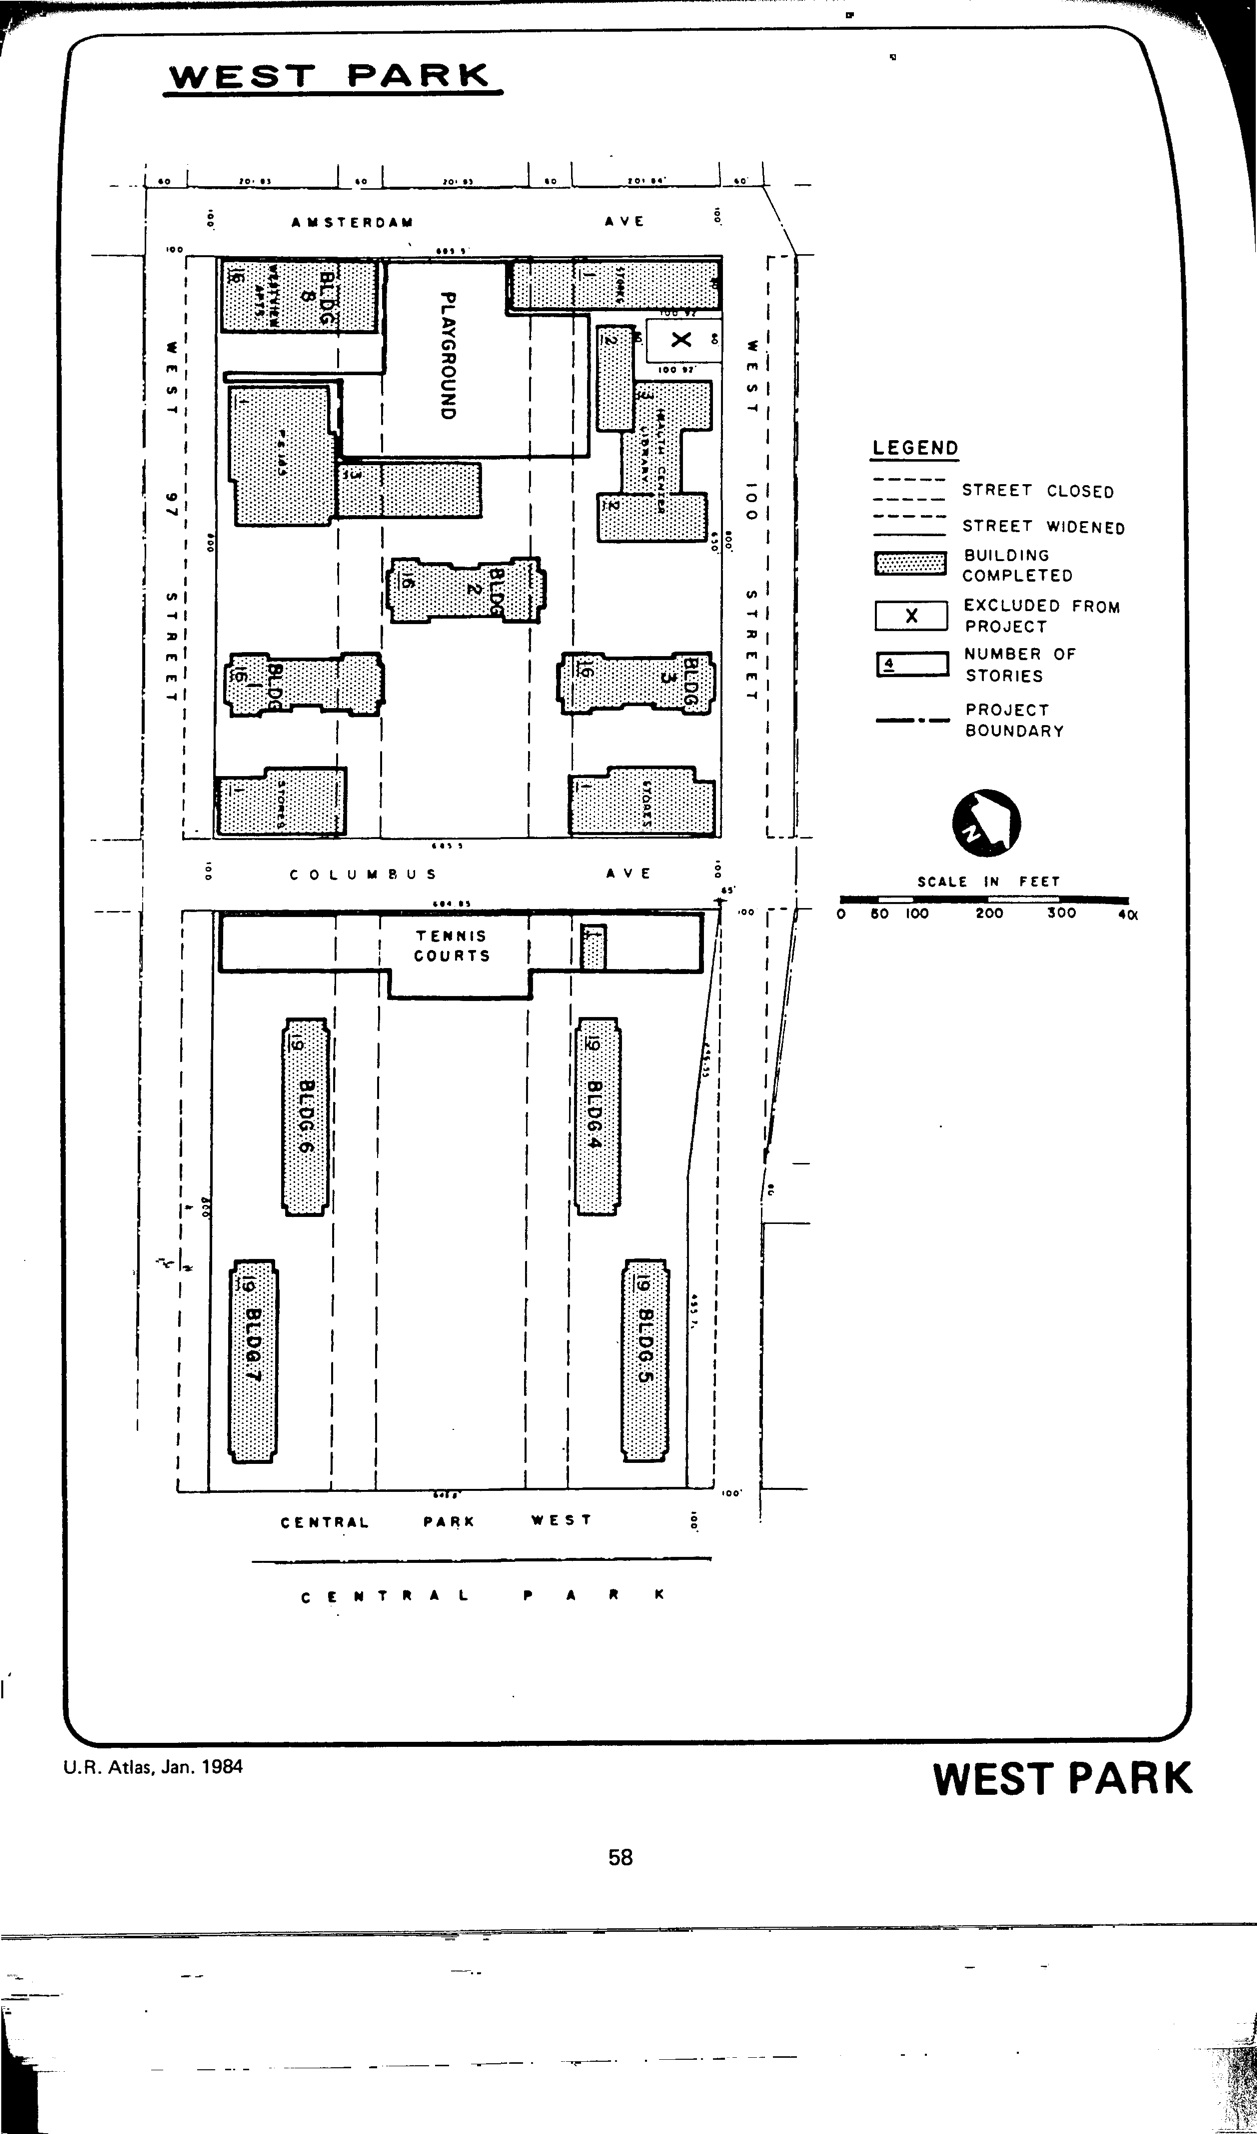 WEST PARK
60 201.83 60 201.83 60 201.84' 60'
100' AMSTERDAM AVE 100'
100 605.5'
16 WESTVIEW APTS BLDG 8
PLAYGROUND
1 STORES
100.92'
X 60
100.92'
2
3 HEALTH CENTER LIBRARY
2
WEST 97 STREET
WEST 100 STREET
1 P.S. 163
3
800 650' 800'
16 BLDG 2
16 BLDG 1
16 BLDG 3
1 STORES
1 STORES
605.5
100 COLUMBUS AVE 100
65'
604.85 100
TENNIS
COURTS
1
19 BLDG 6
19 BLDG 4
800'
80
19 BLDG 7
19 BLDG 5
100'
CENTRAL PARK WEST 100'
CENTRAL PARK
LEGEND
STREET CLOSED
STREET WIDENED
BUILDING
COMPLETED
X EXCLUDED FROM
PROJECT
4 NUMBER OF
STORIES
PROJECT
BOUNDARY
N
SCALE IN FEET
0 50 100 200 300
U.R. Atlas, Jan. 1984
WEST PARK
58